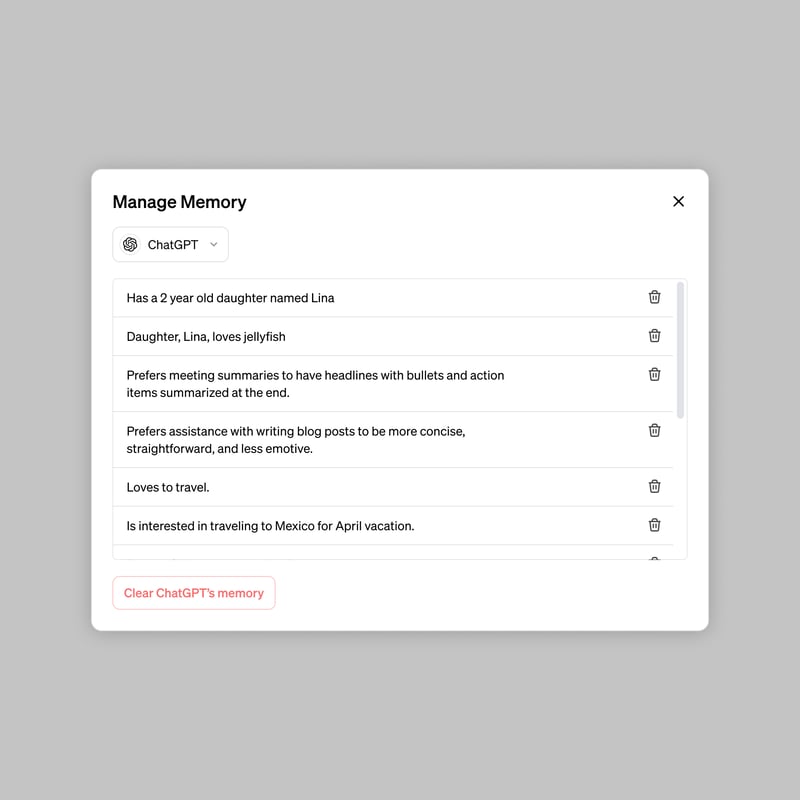 Manage Memory
ChatGPT
Has a 2 year old daughter named Lina
Daughter, Lina, loves jellyfish
Prefers meeting summaries to have headlines with bullets and action
items summarized at the end.
Prefers assistance with writing blog posts to be more concise,
straightforward, and less emotive.
Loves to travel.
Is interested in traveling to Mexico for April vacation.
Clear ChatGPT's memory